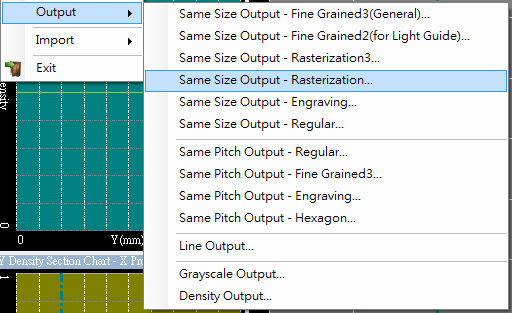 Output
Import
Exit
Same Size Output - Fine Grained3(General)...
Same Size Output - Fine Grained2(for Light Guide)...
Same Size Output - Rasterization3...
Same Size Output - Rasterization...
Same Size Output - Engraving...
Same Size Output - Regular...
Same Pitch Output - Regular...
Same Pitch Output - Fine Grained3...
Same Pitch Output - Engraving...
Same Pitch Output - Hexagon...
Line Output...
Grayscale Output...
Density Output...
0
0
Y (mm)
Y Density Section Chart - X Pro
1